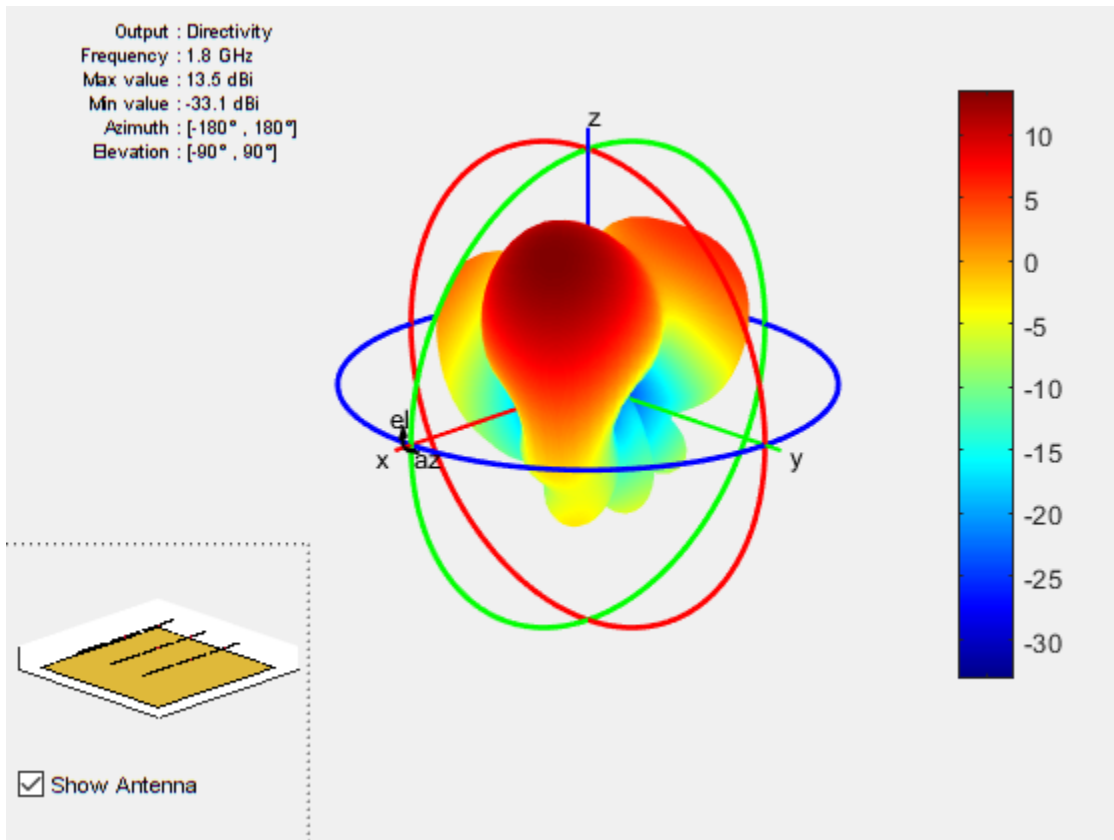 Output : Directivity
Frequency : 1.8 GHz
Max value : 13.5 dBi
Min value : -33.1 dBi
Azimuth : [-180° , 180°]
Elevation : [-90° , 90°]
z
10
5
0
-5
-10
-15
-20
-25
-30
el
x
az
y
Show Antenna